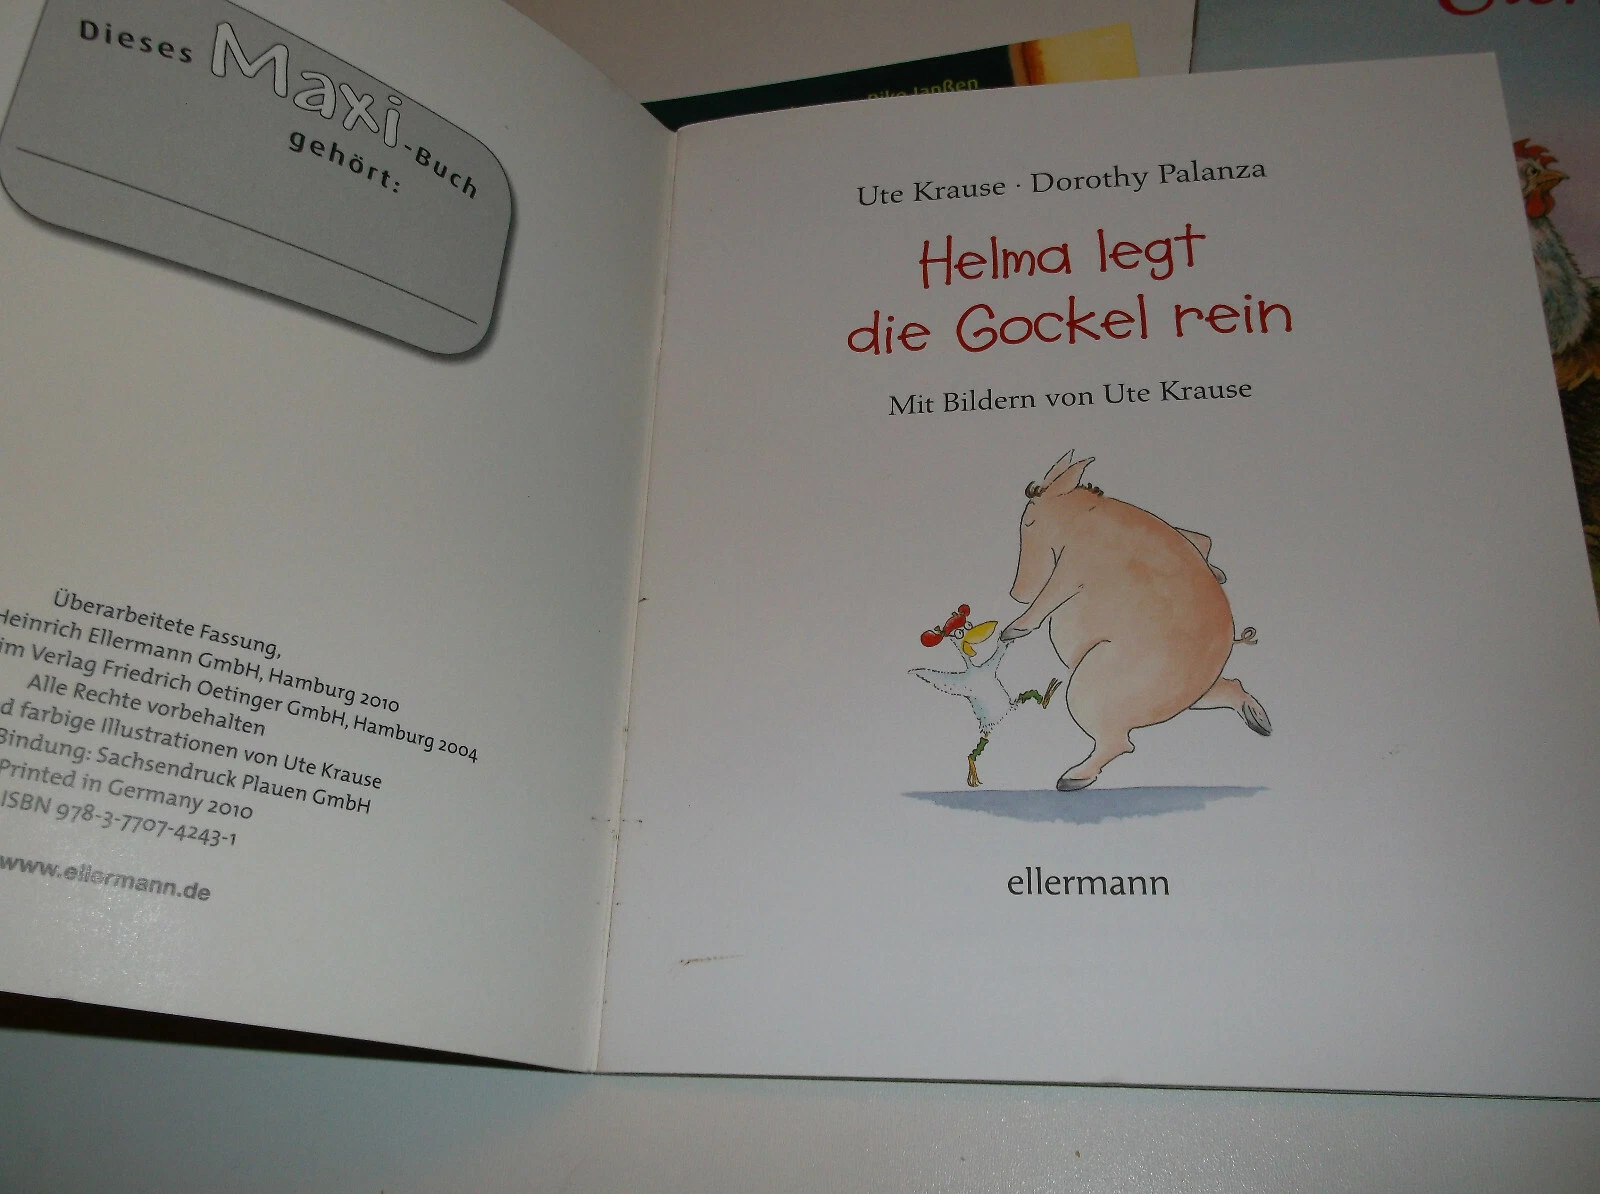 Dieses Maxi-Buch
gehört:
Überarbeitete Fassung,
Heinrich Ellermann GmbH, Hamburg 2010
im Verlag Friedrich Oetinger GmbH, Hamburg 2004
Alle Rechte vorbehalten
farbige Illustrationen von Ute Krause
Bindung: Sachsendruck Plauen GmbH
Printed in Germany 2010
ISBN 978-3-7707-4243-1
www.ellermann.de
Janßen
Ute Krause · Dorothy Palanza
Helma legt
die Gockel rein
Mit Bildern von Ute Krause
ellermann